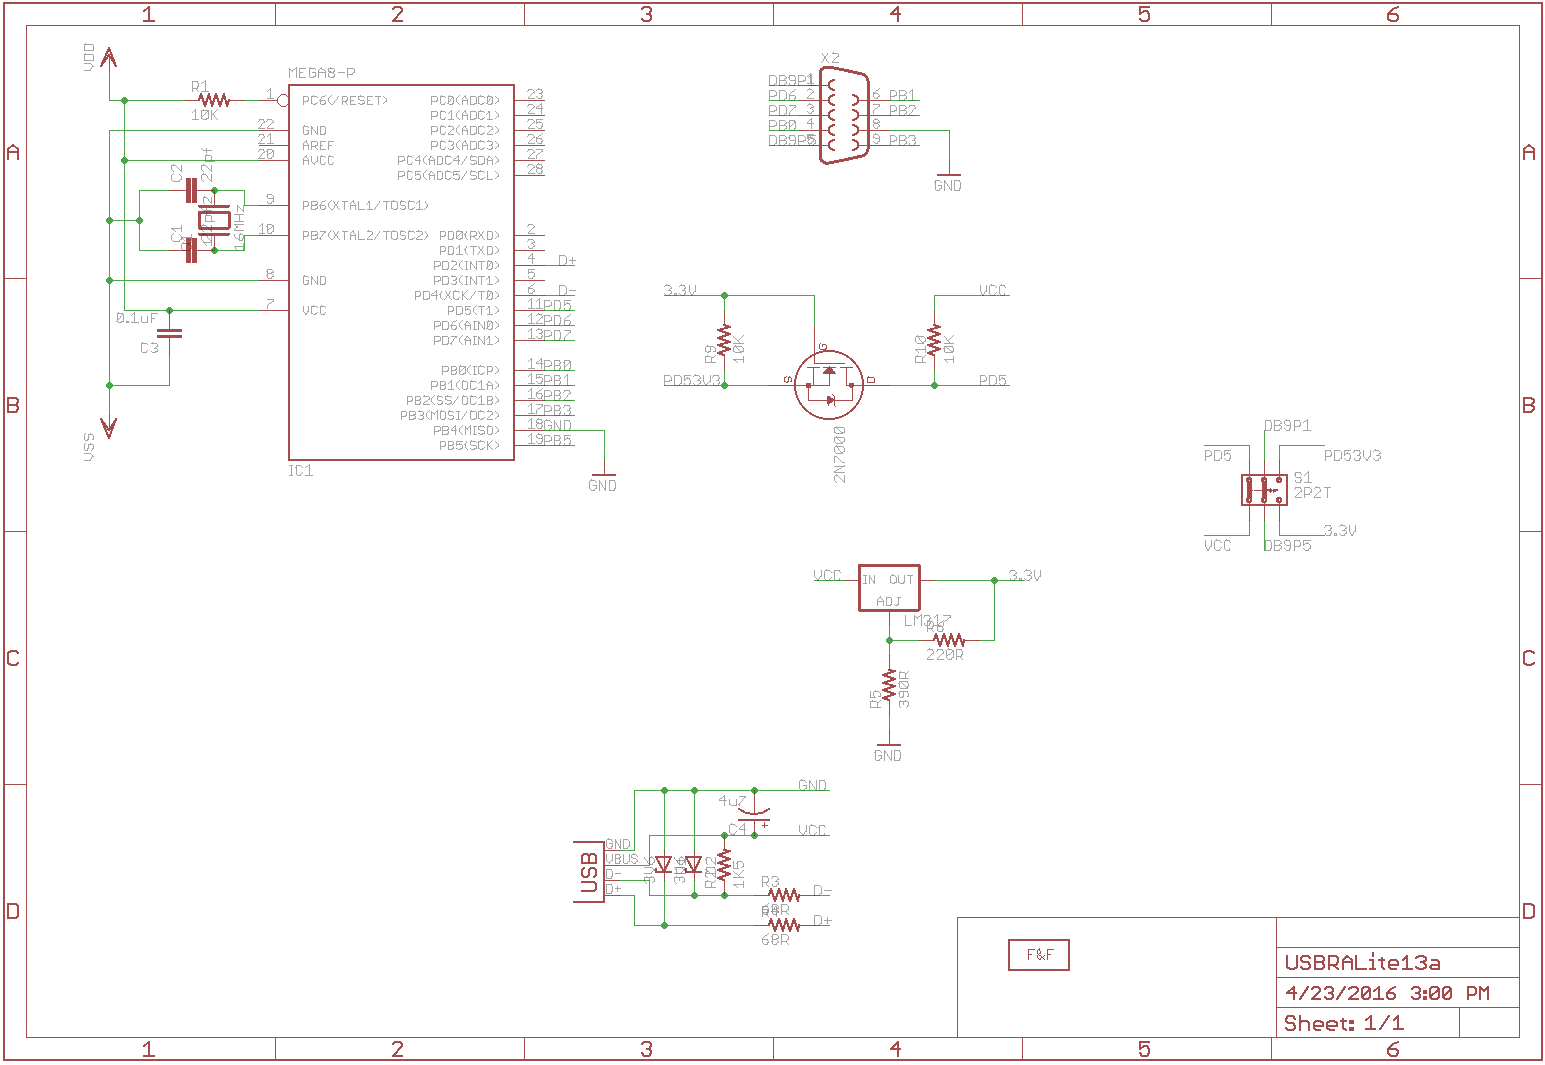 1 2 3 4 5 6
A
B
C
D
A
B
C
D
VDD
R1
10K
MEGA8-P
1 PC6(/RESET)
22 GND
21 AREF
20 AVCC
9 PB6(XTAL1/TOSC1)
10 PB7(XTAL2/TOSC2)
8 GND
7 VCC
PC0(ADC0) 23
PC1(ADC1) 24
PC2(ADC2) 25
PC3(ADC3) 26
PC4(ADC4/SDA) 27
PC5(ADC5/SCL) 28
PD0(RXD) 2
PD1(TXD) 3
PD2(INT0) 4 D+
PD3(INT1) 5
PD4(XCK/T0) 6 D-
PD5(T1) 11 PD5
PD6(AIN0) 12 PD6
PD7(AIN1) 13 PD7
PB0(ICP) 14 PB0
PB1(OC1A) 15 PB1
PB2(SS/OC1B) 16 PB2
PB3(MOSI/OC2) 17 PB3
PB4(MISO) 18 GND
PB5(SCK) 19 PB5
IC1
GND
C2
22pf
C1
16MHz
0.1uF
C3
VSS
X2
DB9P1 1
PD6 2
PD7 3
PB0 4
DB9P5
6 PB1
7 PB2
8
9 PB3
GND
3.3V
VCC
R9
10K
R10
10K
G
S
D
PD53V3
PD5
2N7000
DB9P1
PD5
PD53V3
S1
2P2T
VCC
DB9P5
3.3V
VCC
IN OUT
ADJ
3.3V
LM317
R6
220R
R5
390R
GND
GND
4u7
C4
VCC
USB
GND
VBUS
D-
D+
1K5
R3
D-
68R
R4
D+
68R
F&F
USBRALite13a
4/23/2016 3:00 PM
Sheet: 1/1
1 2 3 4 5 6